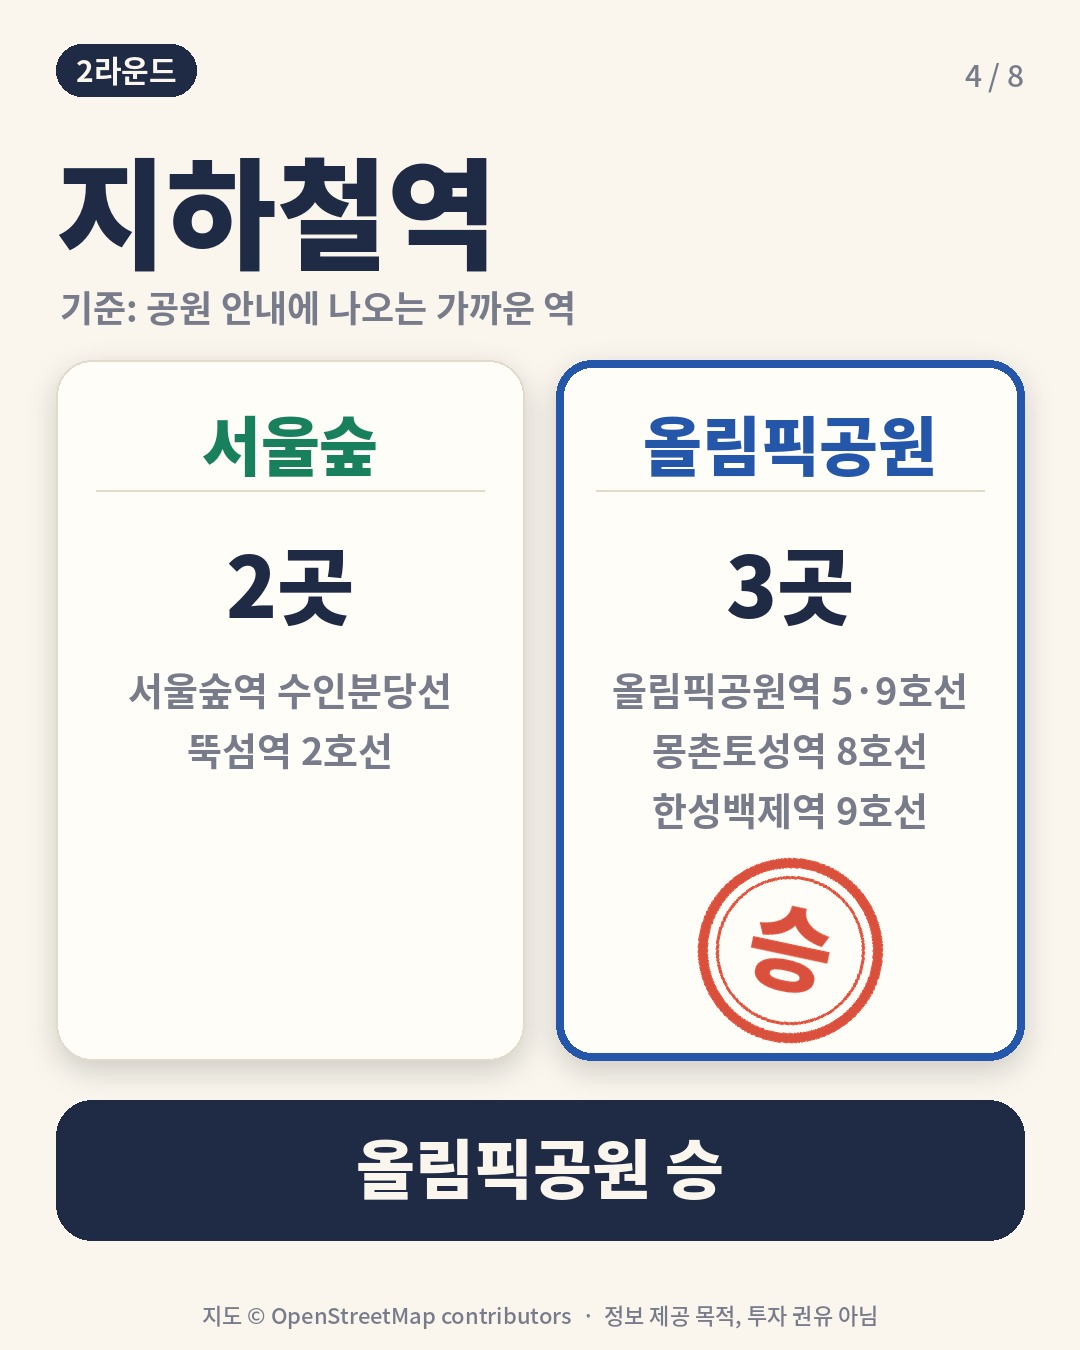 2라운드
4 / 8
지하철역
기준: 공원 안내에 나오는 가까운 역
서울숲
2곳
서울숲역 수인분당선
뚝섬역 2호선
올림픽공원
3곳
올림픽공원역 5·9호선
몽촌토성역 8호선
한성백제역 9호선
승
올림픽공원 승
지도 © OpenStreetMap contributors · 정보 제공 목적, 투자 권유 아님